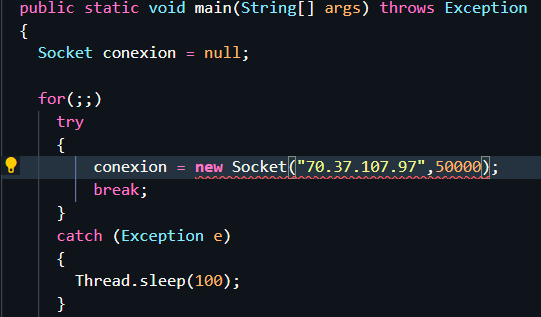 public static void main(String[] args) throws Exception
{
Socket conexion = null;
for(;;)
try
{
conexion = new Socket("70.37.107.97",50000);
break;
}
catch (Exception e)
{
Thread.sleep(100);
}